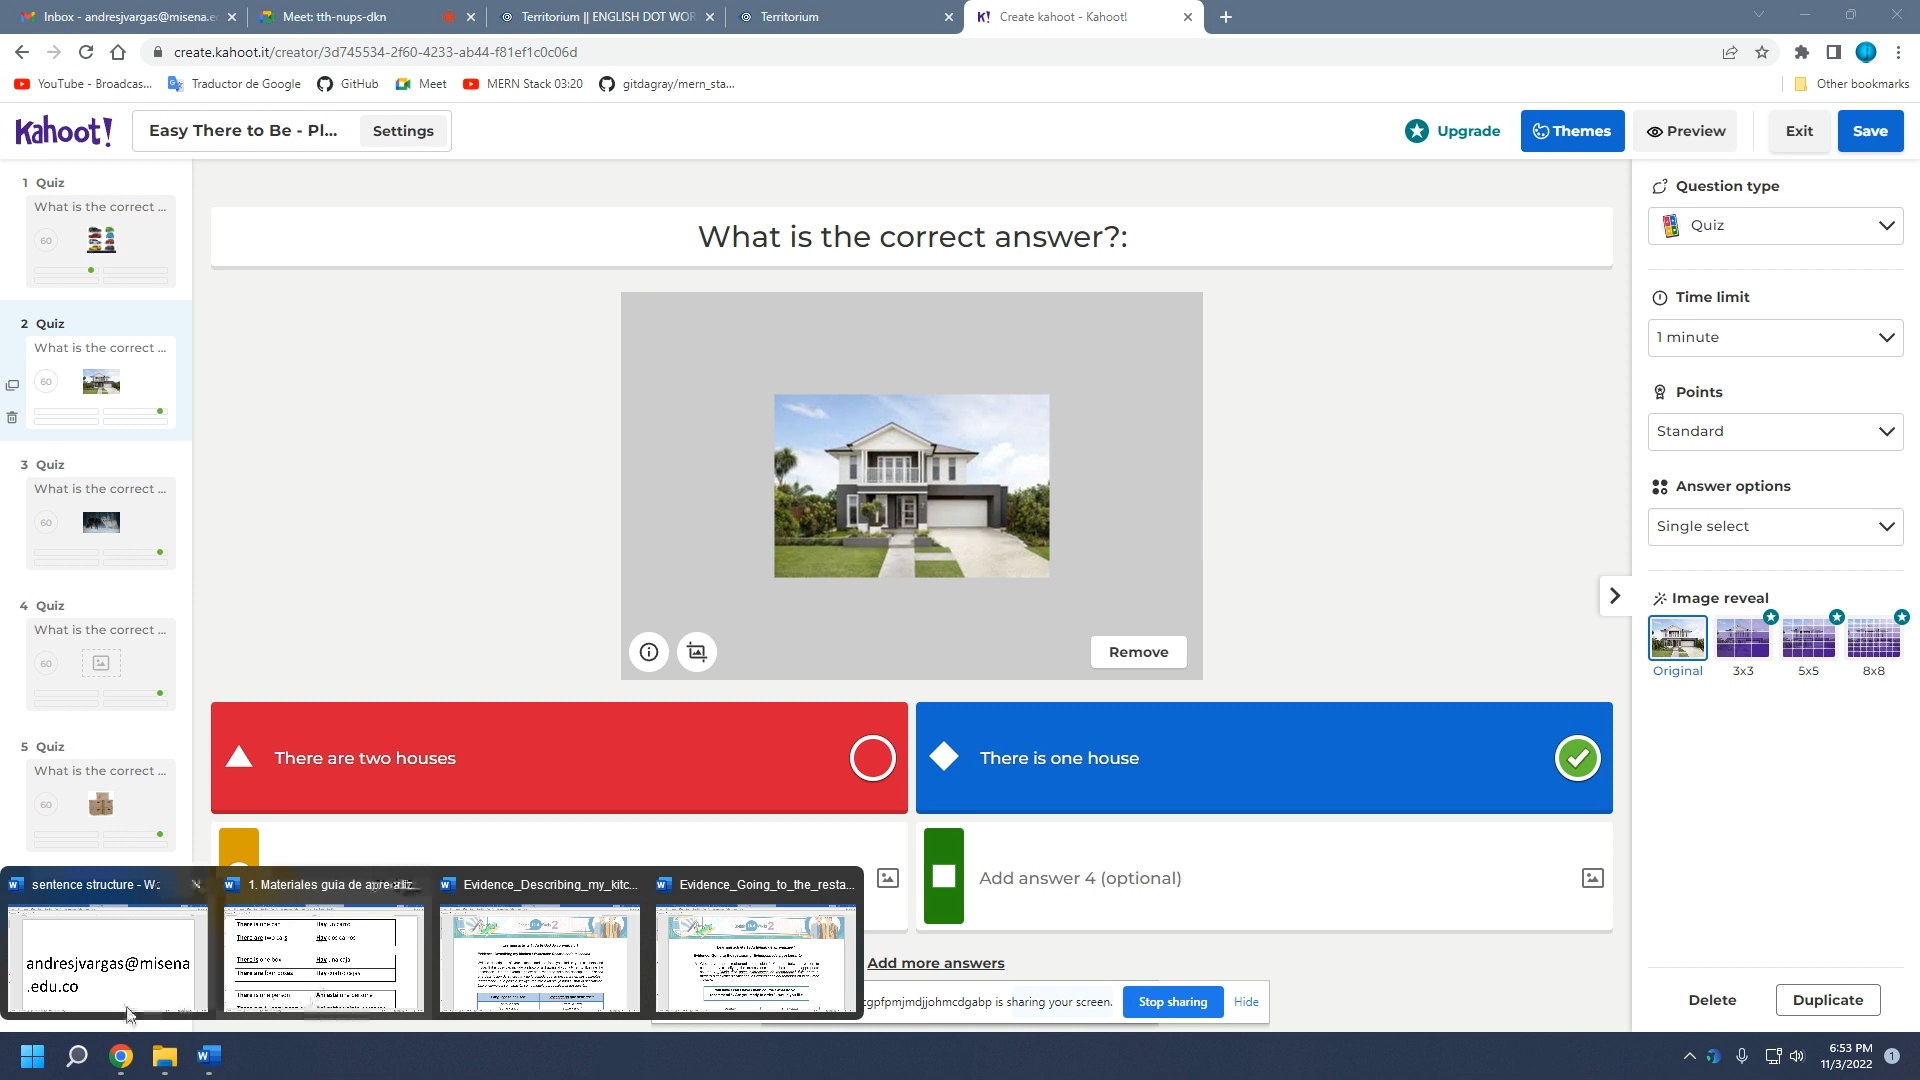 Inbox - andresjvargas@misena.e
Meet: tth-nups-dkn
Territorium || ENGLISH DOT WOR
Territorium
K! Create kahoot - Kahoot!
create.kahoot.it/creator/3d745534-2f60-4233-ab44-f81ef1c0c06d
YouTube - Broadcas...
Traductor de Google
GitHub
Meet
MERN Stack 03:20
gitdagray/mern_sta...
Other bookmarks
Kahoot!
Easy There to Be - Pl...
Settings
Upgrade
Themes
Preview
Exit
Save
1 Quiz
What is the correct ...
60
2 Quiz
What is the correct ...
60
3 Quiz
What is the correct ...
60
4 Quiz
What is the correct ...
60
5 Quiz
What is the correct ...
60
What is the correct answer?:
Remove
There are two houses
There is one house
Add answer 4 (optional)
Add more answers
Question type
Quiz
Time limit
1 minute
Points
Standard
Answer options
Single select
Image reveal
Original
3x3
5x5
8x8
Delete
Duplicate
sentence structure - W
1. Materiales guia de aprendiz...
Evidence_Describing_my_kitc...
Evidence_Going_to_the_resta...
andresjvargas@misena
.edu.co
There is one person
cgpfpmjmdjjohmcdgabp is sharing your screen.
Stop sharing
Hide
6:53 PM
11/3/2022
1